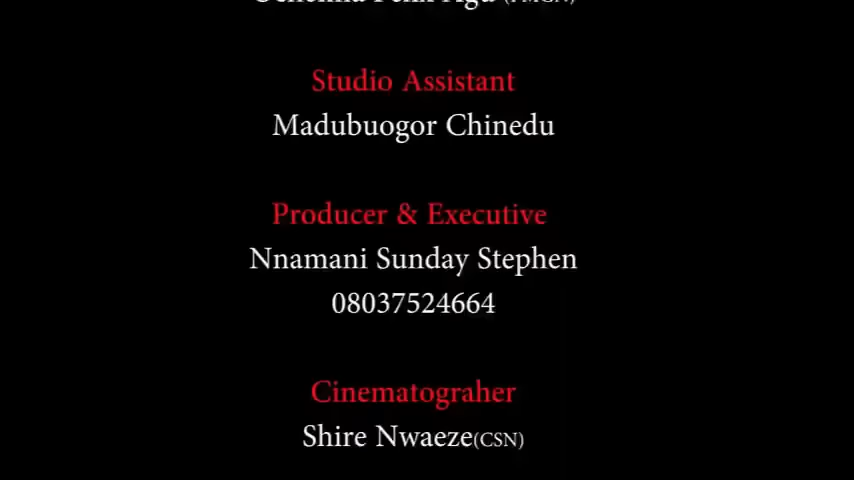 Studio Assistant
Madubuogor Chinedu
Producer & Executive
Nnamani Sunday Stephen
08037524664
Cinematograher
Shire Nwaeze(CSN)